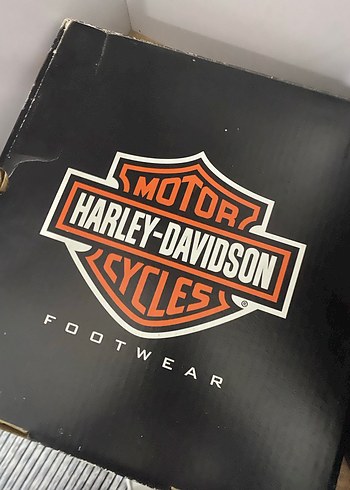 MOTOR
HARLEY-DAVIDSON
CYCLES
®
FOOTWEAR